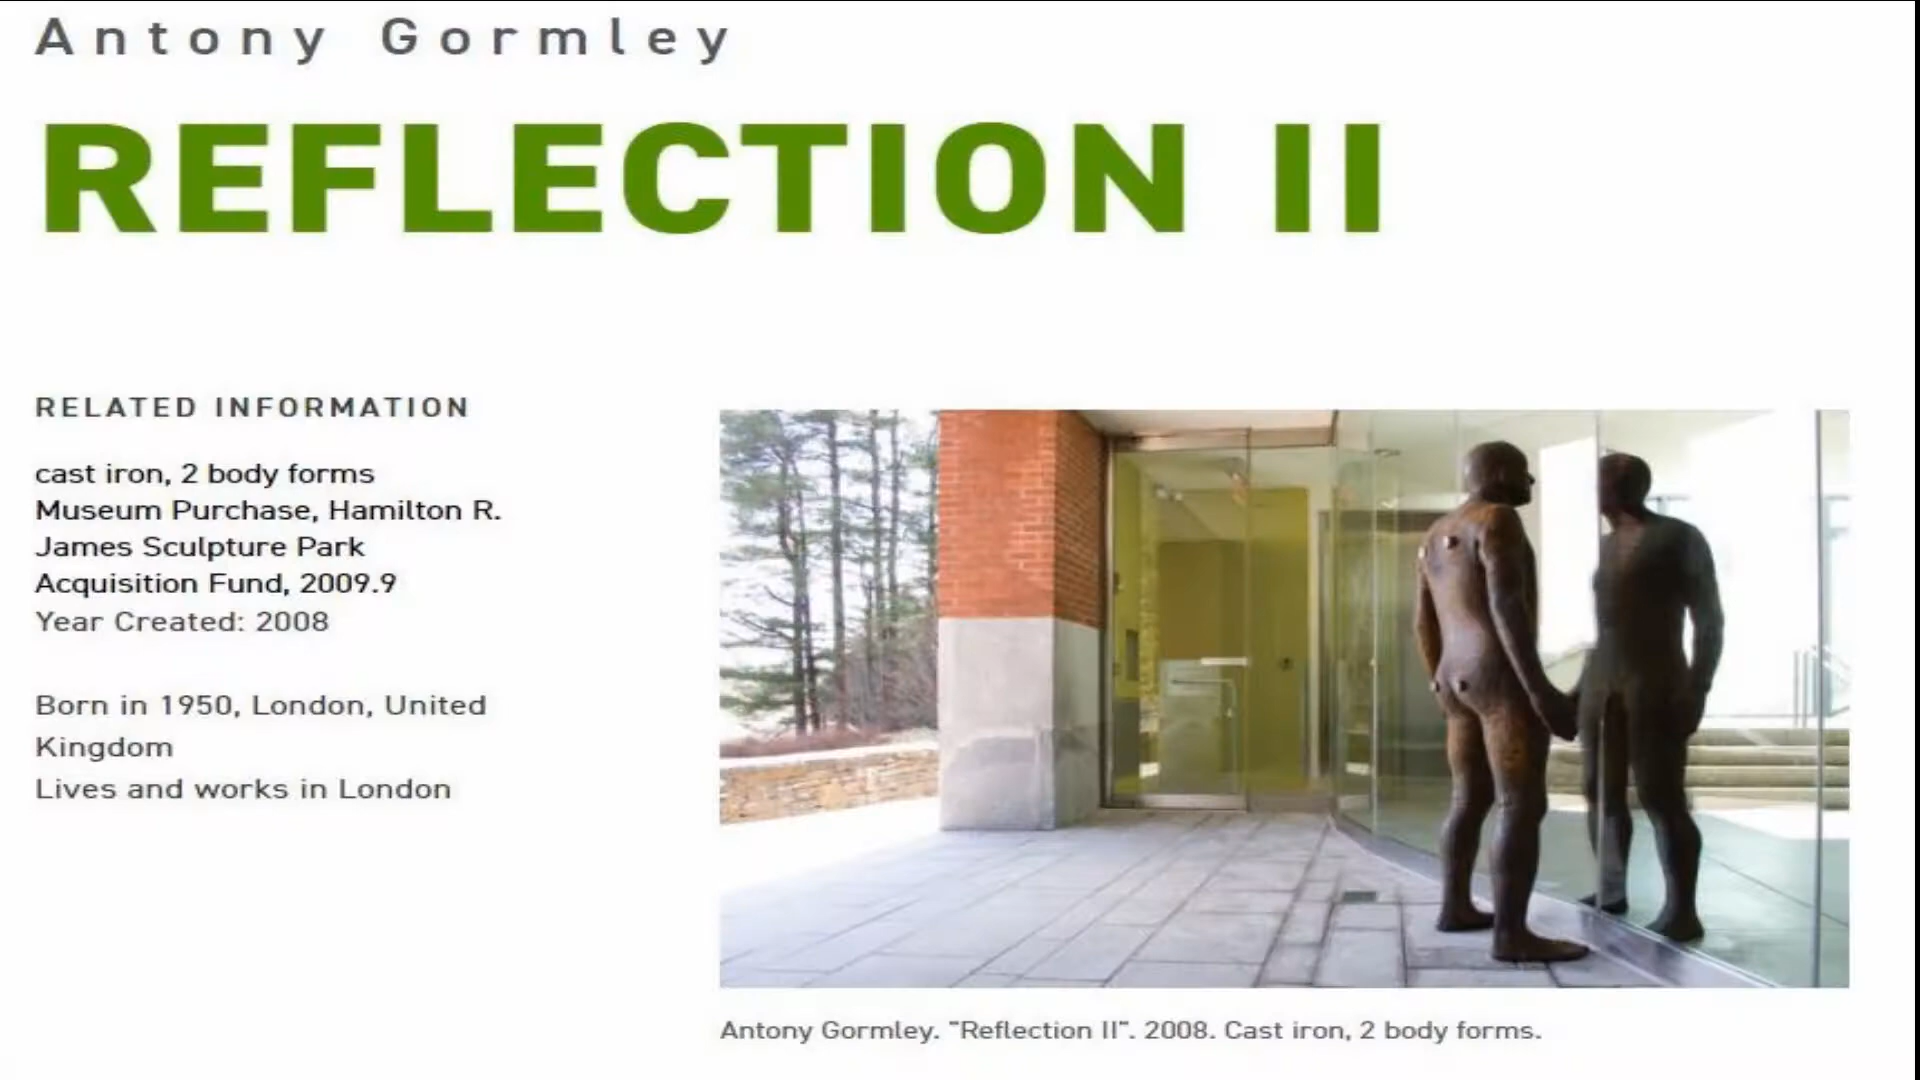 Antony Gormley
REFLECTION II
RELATED INFORMATION
cast iron, 2 body forms
Museum Purchase, Hamilton R.
James Sculpture Park
Acquisition Fund, 2009.9
Year Created: 2008
Born in 1950, London, United
Kingdom
Lives and works in London
Antony Gormley. "Reflection II". 2008. Cast iron, 2 body forms.